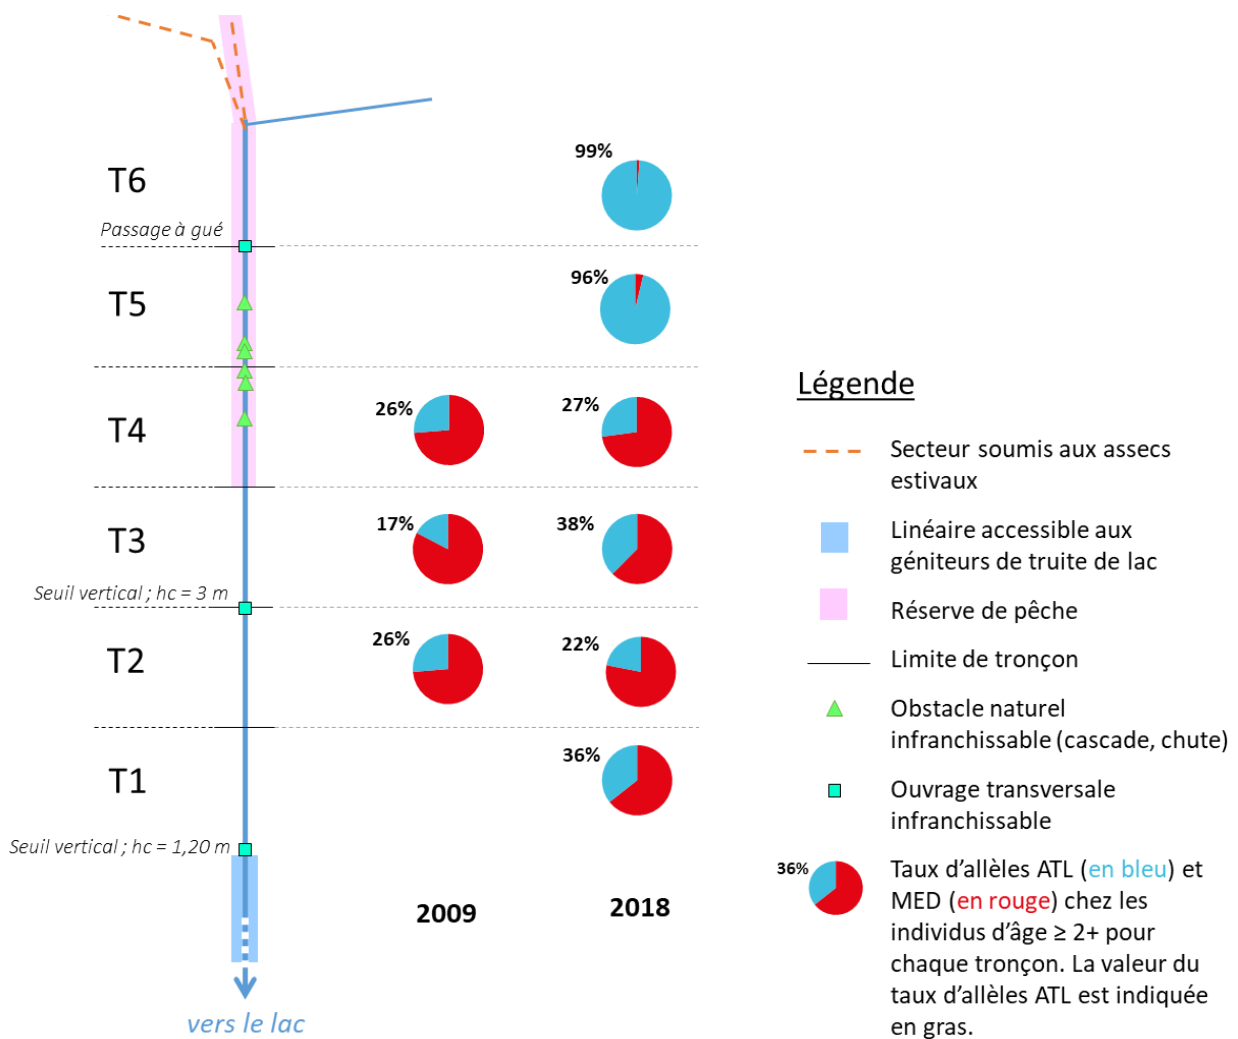 99%
T6
Passage à gué
96%
T5
26%
27%
T4
17%
38%
T3
Seuil vertical ; hc = 3 m
26%
22%
T2
36%
T1
Seuil vertical ; hc = 1,20 m
2009
2018
vers le lac
Légende
Secteur soumis aux assecs
estivaux
Linéaire accessible aux
géniteurs de truite de lac
Réserve de pêche
Limite de tronçon
Obstacle naturel
infranchissable (cascade, chute)
Ouvrage transversale
infranchissable
36%
Taux d'allèles ATL (en bleu) et
MED (en rouge) chez les
individus d'âge ≥ 2+ pour
chaque tronçon. La valeur du
taux d'allèles ATL est indiquée
en gras.